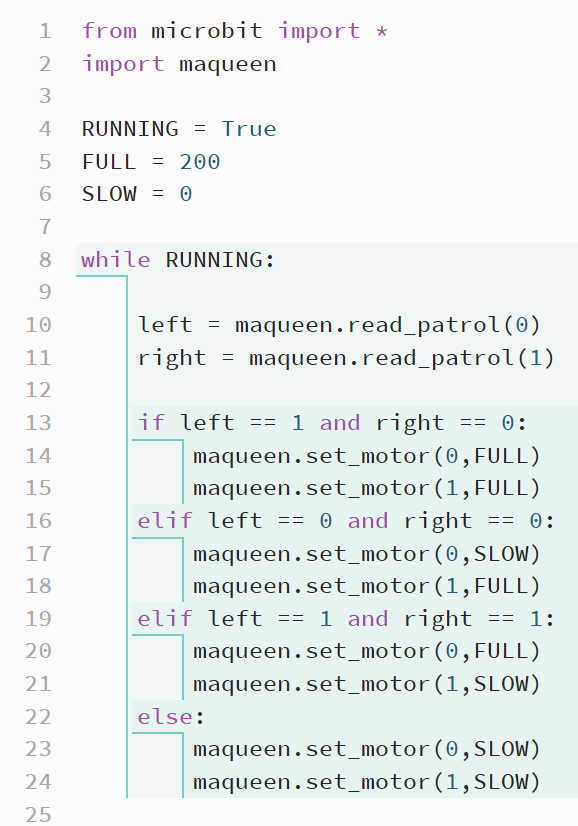 1 from microbit import *
2 import maqueen
3
4 RUNNING = True
5 FULL = 200
6 SLOW = 0
7
8 while RUNNING:
9
10     left = maqueen.read_patrol(0)
11     right = maqueen.read_patrol(1)
12
13     if left == 1 and right == 0:
14         maqueen.set_motor(0,FULL)
15         maqueen.set_motor(1,FULL)
16     elif left == 0 and right == 0:
17         maqueen.set_motor(0,SLOW)
18         maqueen.set_motor(1,FULL)
19     elif left == 1 and right == 1:
20         maqueen.set_motor(0,FULL)
21         maqueen.set_motor(1,SLOW)
22     else:
23         maqueen.set_motor(0,SLOW)
24         maqueen.set_motor(1,SLOW)
25